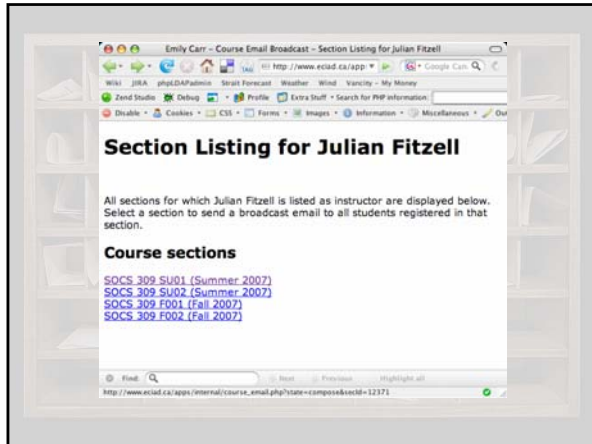 Emily Carr – Course Email Broadcast – Section Listing for Julian Fitzell
http://www.eciad.ca/app
Google Can
Wiki JIRA phpLDAPadmin Strait Forecast Weather Wind Vancity – My Money
Zend Studio Debug Profile Extra Stuff Search for PHP information:
Disable Cookies CSS Forms Images Information Miscellaneous Out
Section Listing for Julian Fitzell
All sections for which Julian Fitzell is listed as instructor are displayed below.
Select a section to send a broadcast email to all students registered in that
section.
Course sections
SOCS 309 SU01 (Summer 2007)
SOCS 309 SU02 (Summer 2007)
SOCS 309 F001 (Fall 2007)
SOCS 309 F002 (Fall 2007)
Find: Next Previous Highlight all
http://www.eciad.ca/apps/internal/course_email.php?state=compose&secId=12371